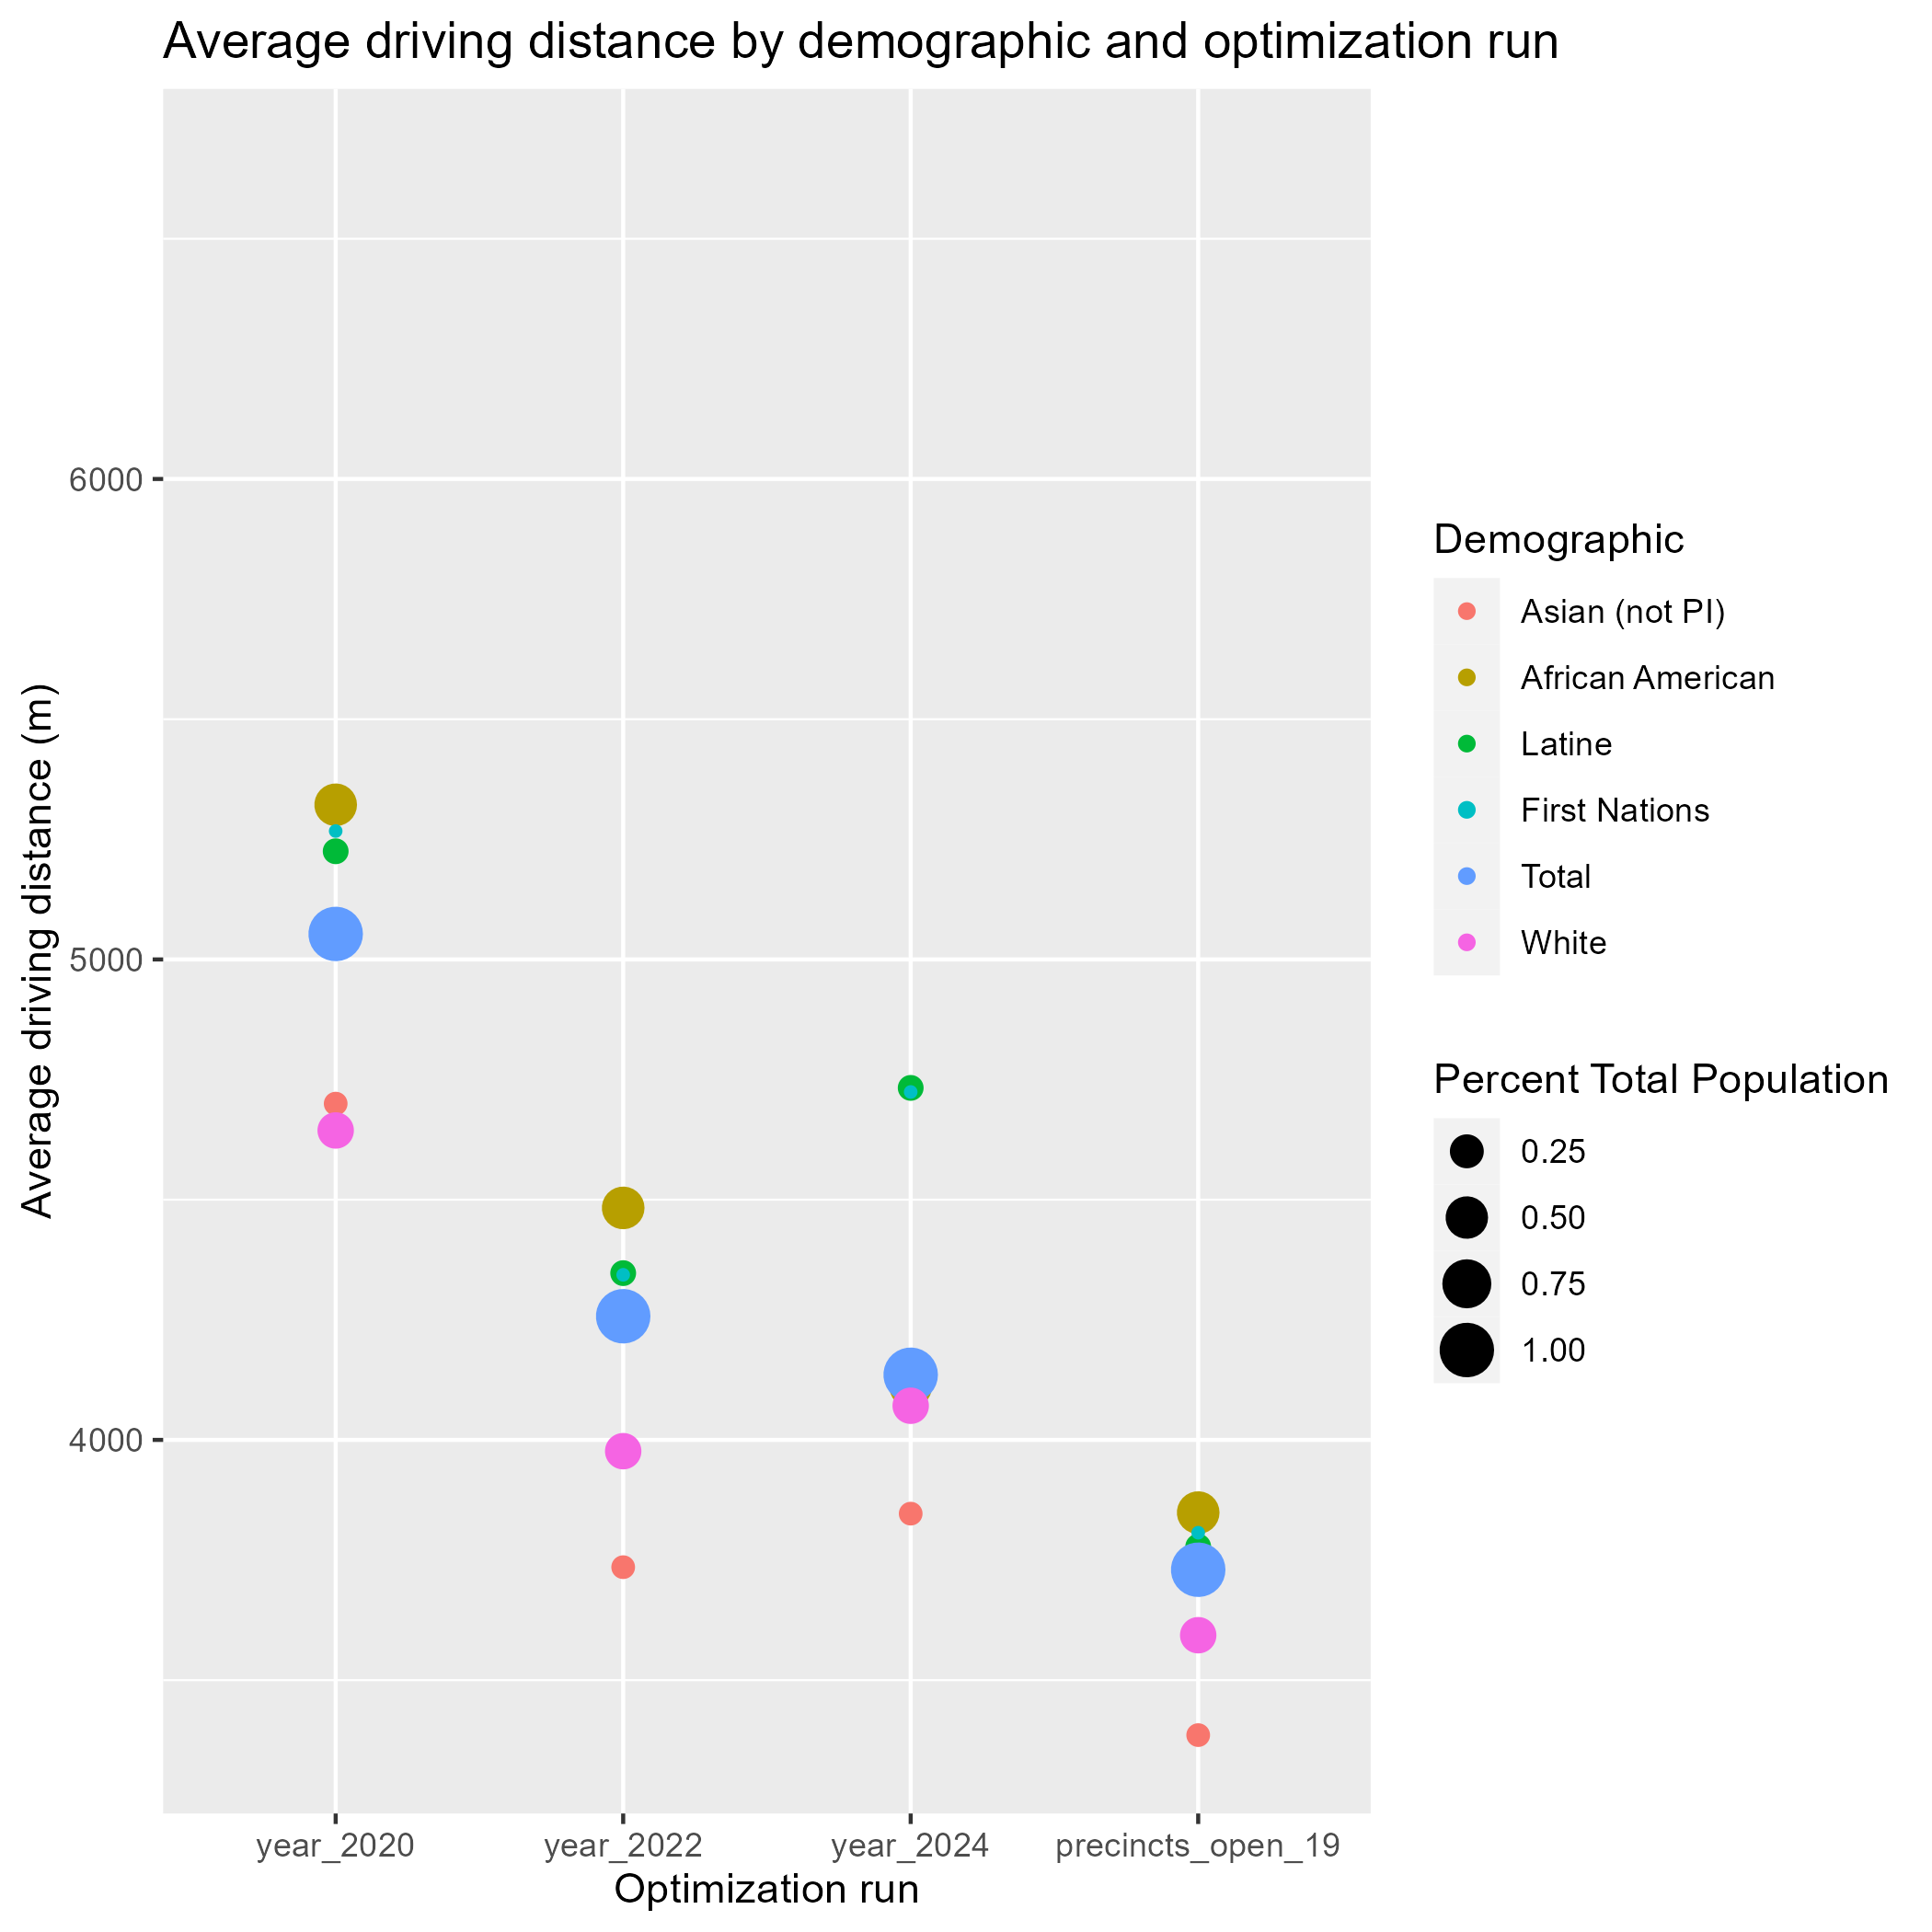 Average driving distance by demographic and optimization run
Average driving distance (m)
6000
5000
4000
year_2020
year_2022
year_2024
precincts_open_19
Optimization run
Demographic
Asian (not PI)
African American
Latine
First Nations
Total
White
Percent Total Population
0.25
0.50
0.75
1.00